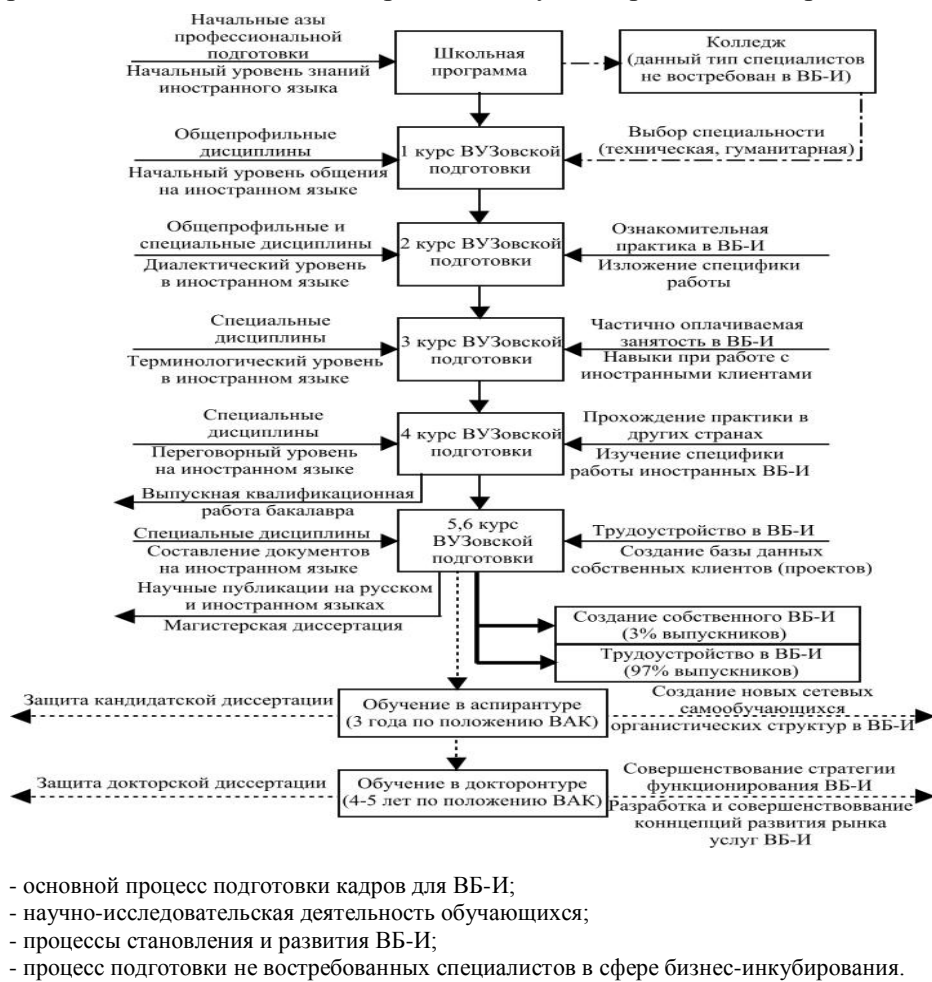 Начальные азы
профессиональной
подготовки
Начальный уровень знаний
иностранного языка
Школьная
программа
Колледж
(данный тип специалистов
не востребован в ВБ-И)
Общепрофильные
дисциплины
Начальный уровень общения
на иностранном языке
1 курс ВУЗовской
подготовки
Выбор специальности
(техническая, гуманитарная)
Общепрофильные и
специальные дисциплины
Диалектический уровень
в иностранном языке
2 курс ВУЗовской
подготовки
Ознакомительная
практика в ВБ-И
Изложение специфики
работы
Специальные
дисциплины
Терминологический уровень
в иностранном языке
3 курс ВУЗовской
подготовки
Частично оплачиваемая
занятость в ВБ-И
Навыки при работе с
иностранными клиентами
Специальные
дисциплины
Переговорный уровень
на иностранном языке
4 курс ВУЗовской
подготовки
Прохождение практики в
других странах
Изучение специфики
работы иностранных ВБ-И
Выпускная квалификационная
работа бакалавра
Специальные дисциплины
Составление документов
на иностранном языке
5,6 курс
ВУЗовской
подготовки
Трудоустройство в ВБ-И
Создание базы данных
собственных клиентов (проектов)
Научные публикации на русском
и иностранном языках
Магистерская диссертация
Создание собственного ВБ-И
(3% выпускников)
Трудоустройство в ВБ-И
(97% выпускников)
Защита кандидатской диссертации
Обучение в аспирантуре
(3 года по положению ВАК)
Создание новых сетевых
самообучающихся
органистических структур в ВБ-И
Защита докторской диссертации
Обучение в докторонтуре
(4-5 лет по положению ВАК)
Совершенствование стратегии
функционирования ВБ-И
Разработка и совершенствоввание
коннцепций развития рынка
услуг ВБ-И
- основной процесс подготовки кадров для ВБ-И;
- научно-исследовательская деятельность обучающихся;
- процессы становления и развития ВБ-И;
- процесс подготовки не востребованных специалистов в сфере бизнес-инкубирования.